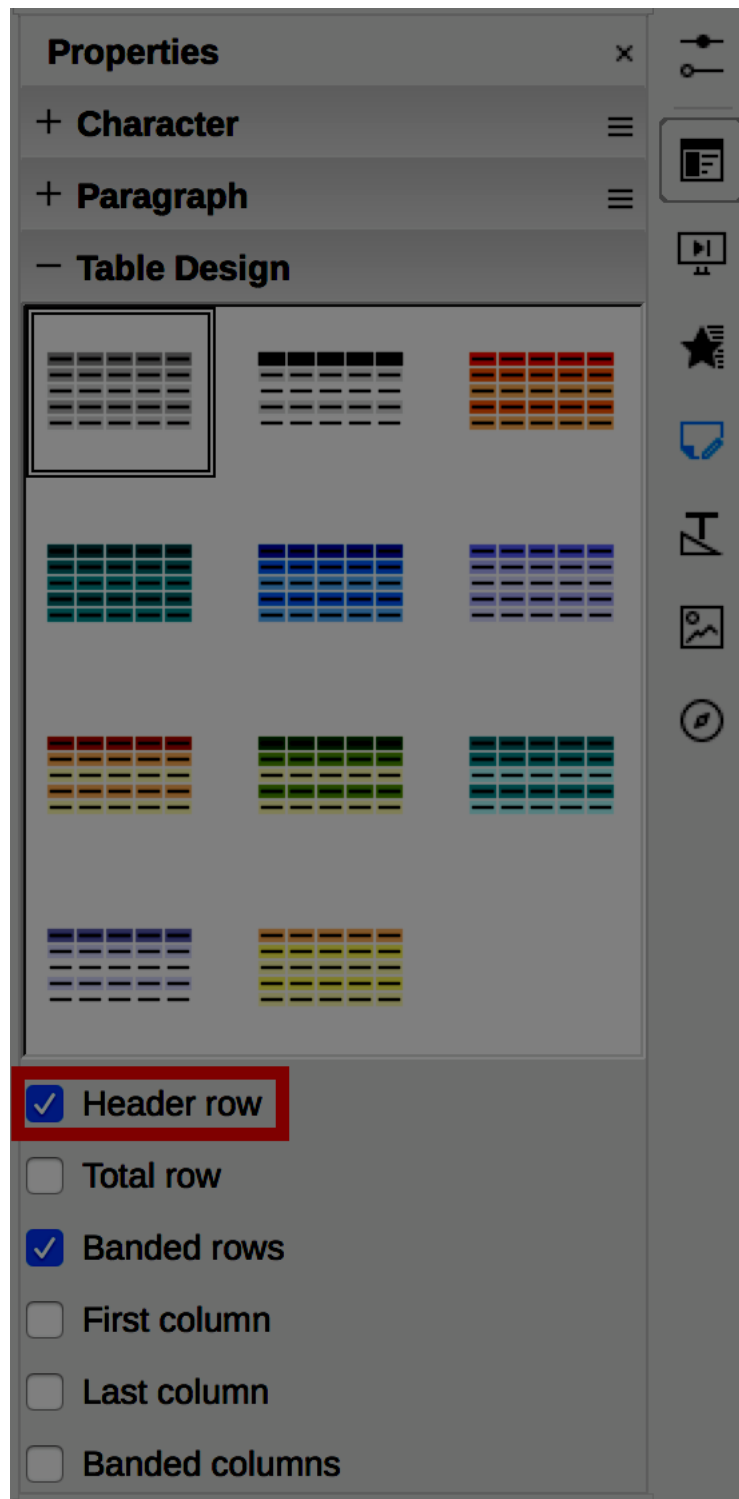 Properties
Character
Paragraph
Table Design
Header row
Total row
Banded rows
First column
Last column
Banded columns